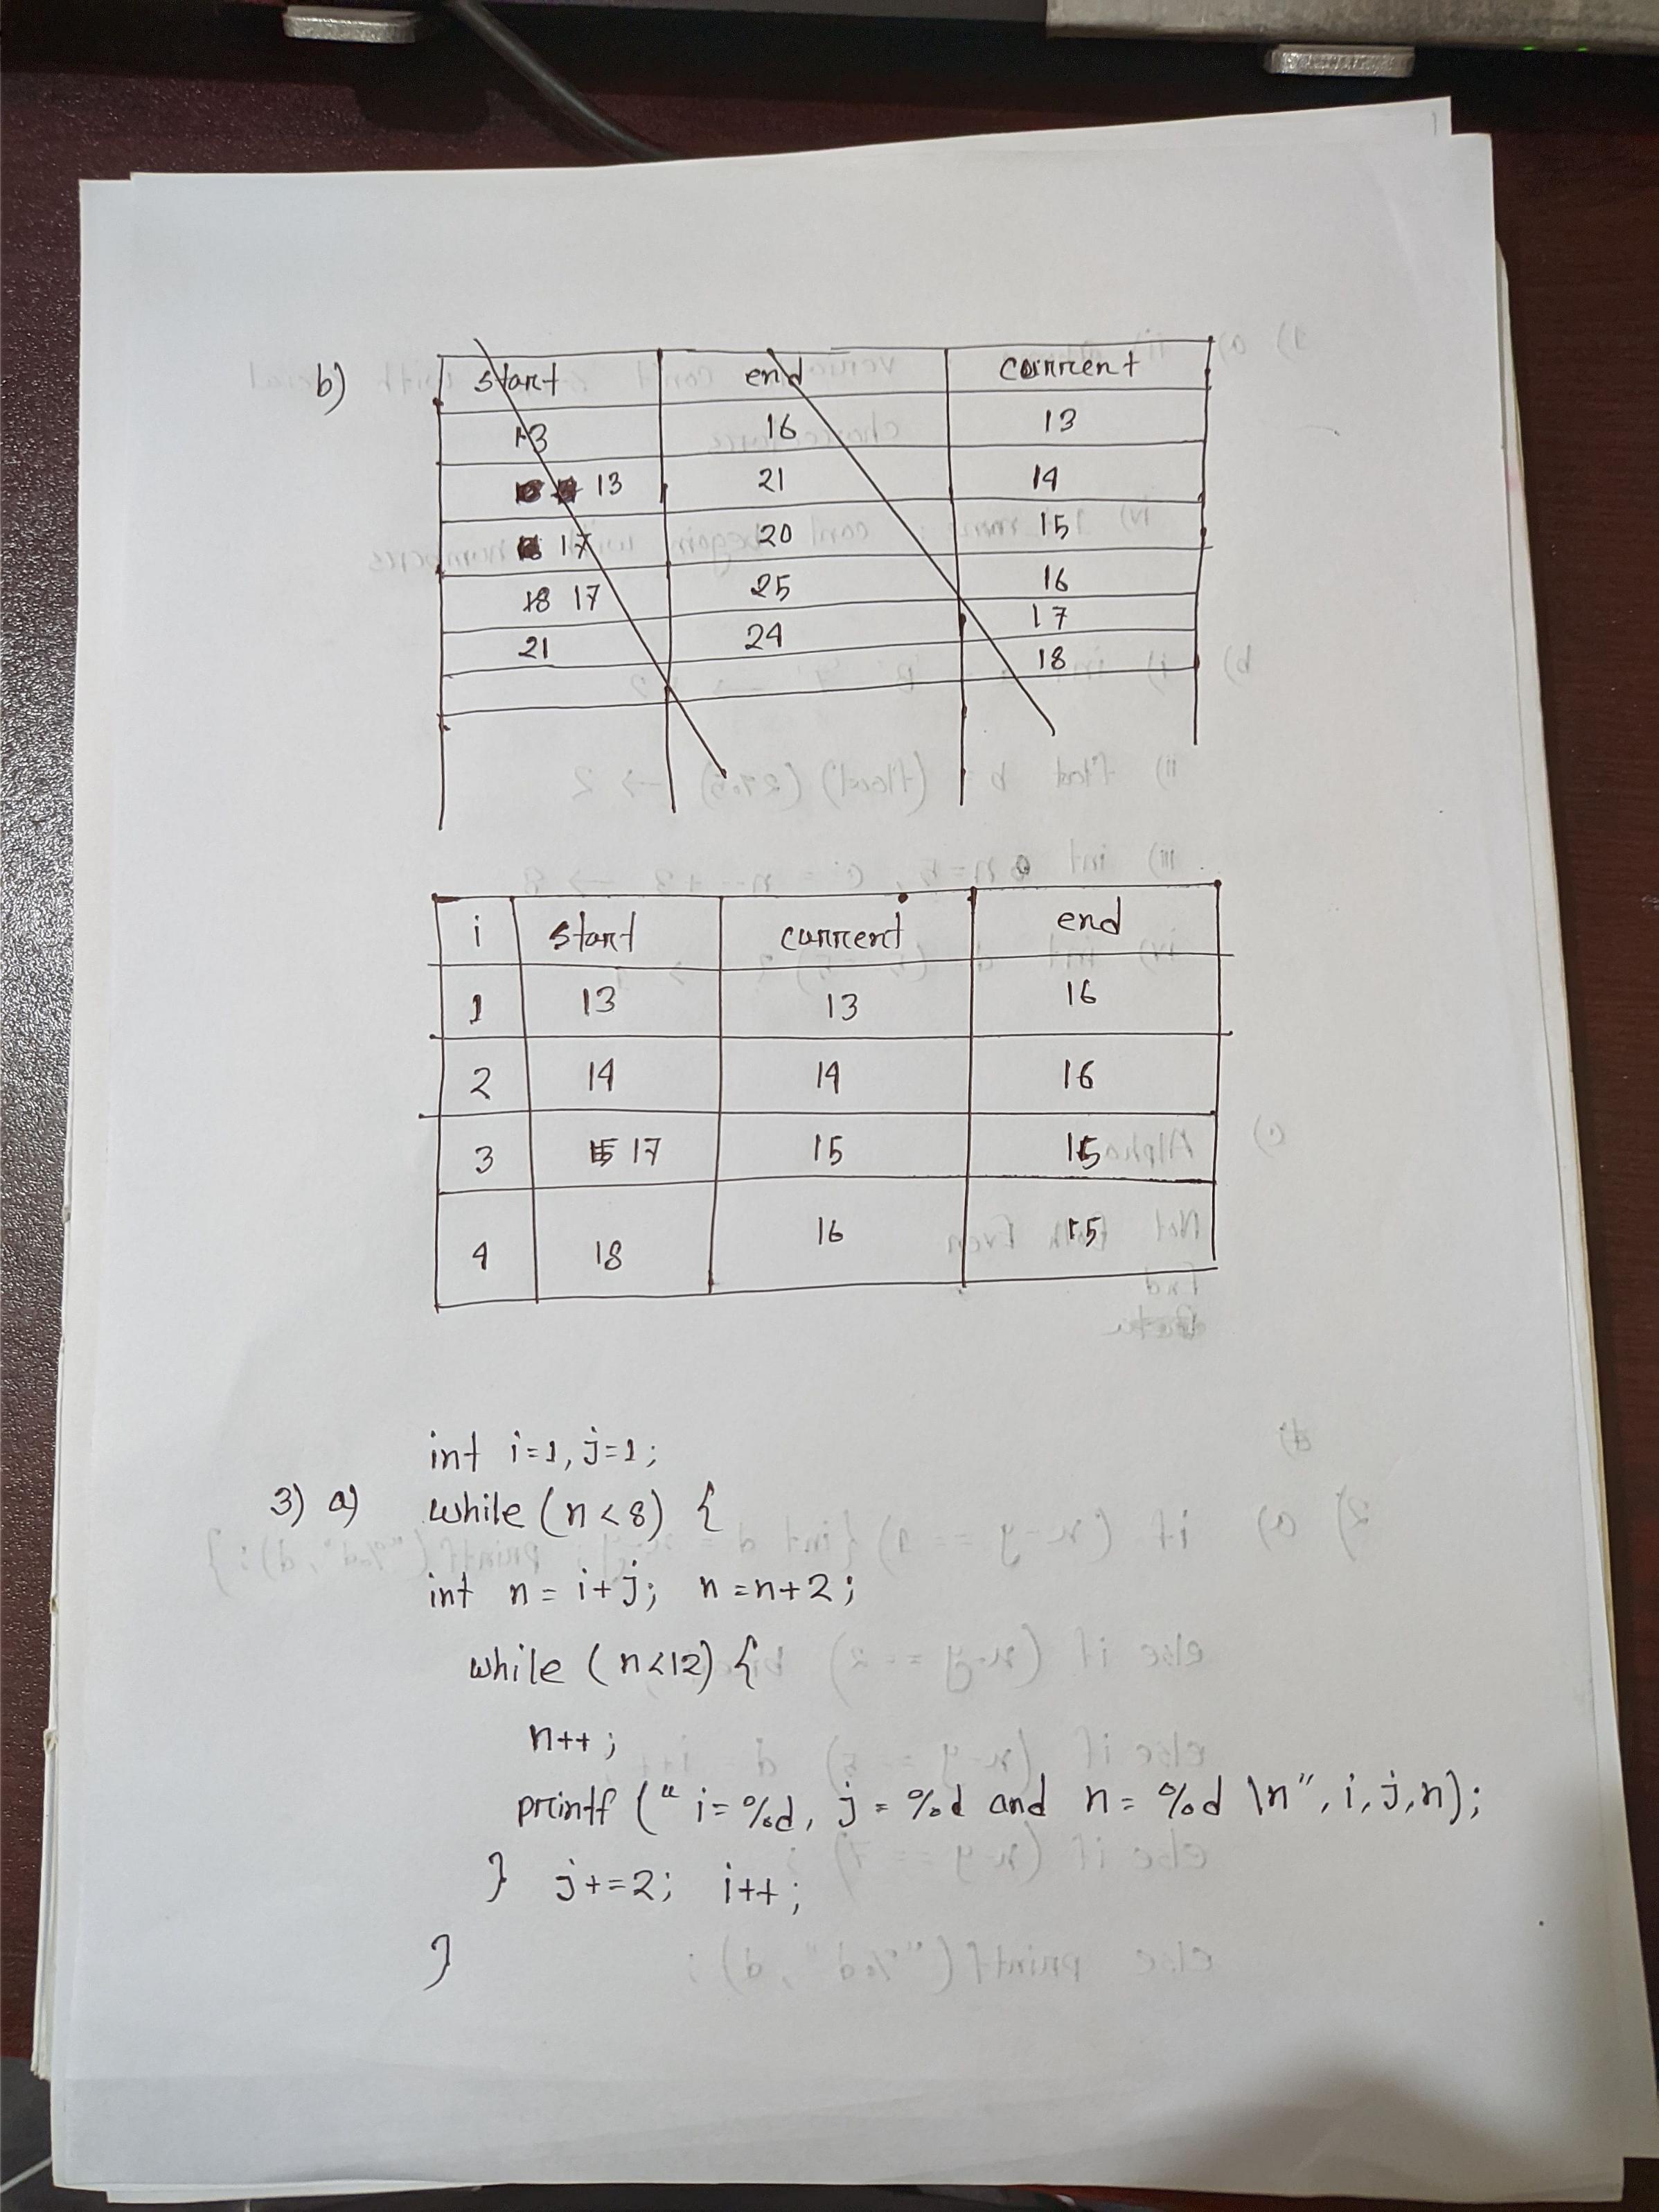 b)
start end current
13 16 13
13 21 14
17 20 15
18 17 25 16
17
21 24 18
i start current end
1 13 13 16
2 14 14 16
3 17 15 15
4 18 16 15
int i=1, j=1;
3) a) while (n<8) {
int n = i+j; n=n+2;
while (n<12) {
n++;
printf (" i=%d, j=%d and n=%d \n", i, j, n);
} j+=2; i++;
}